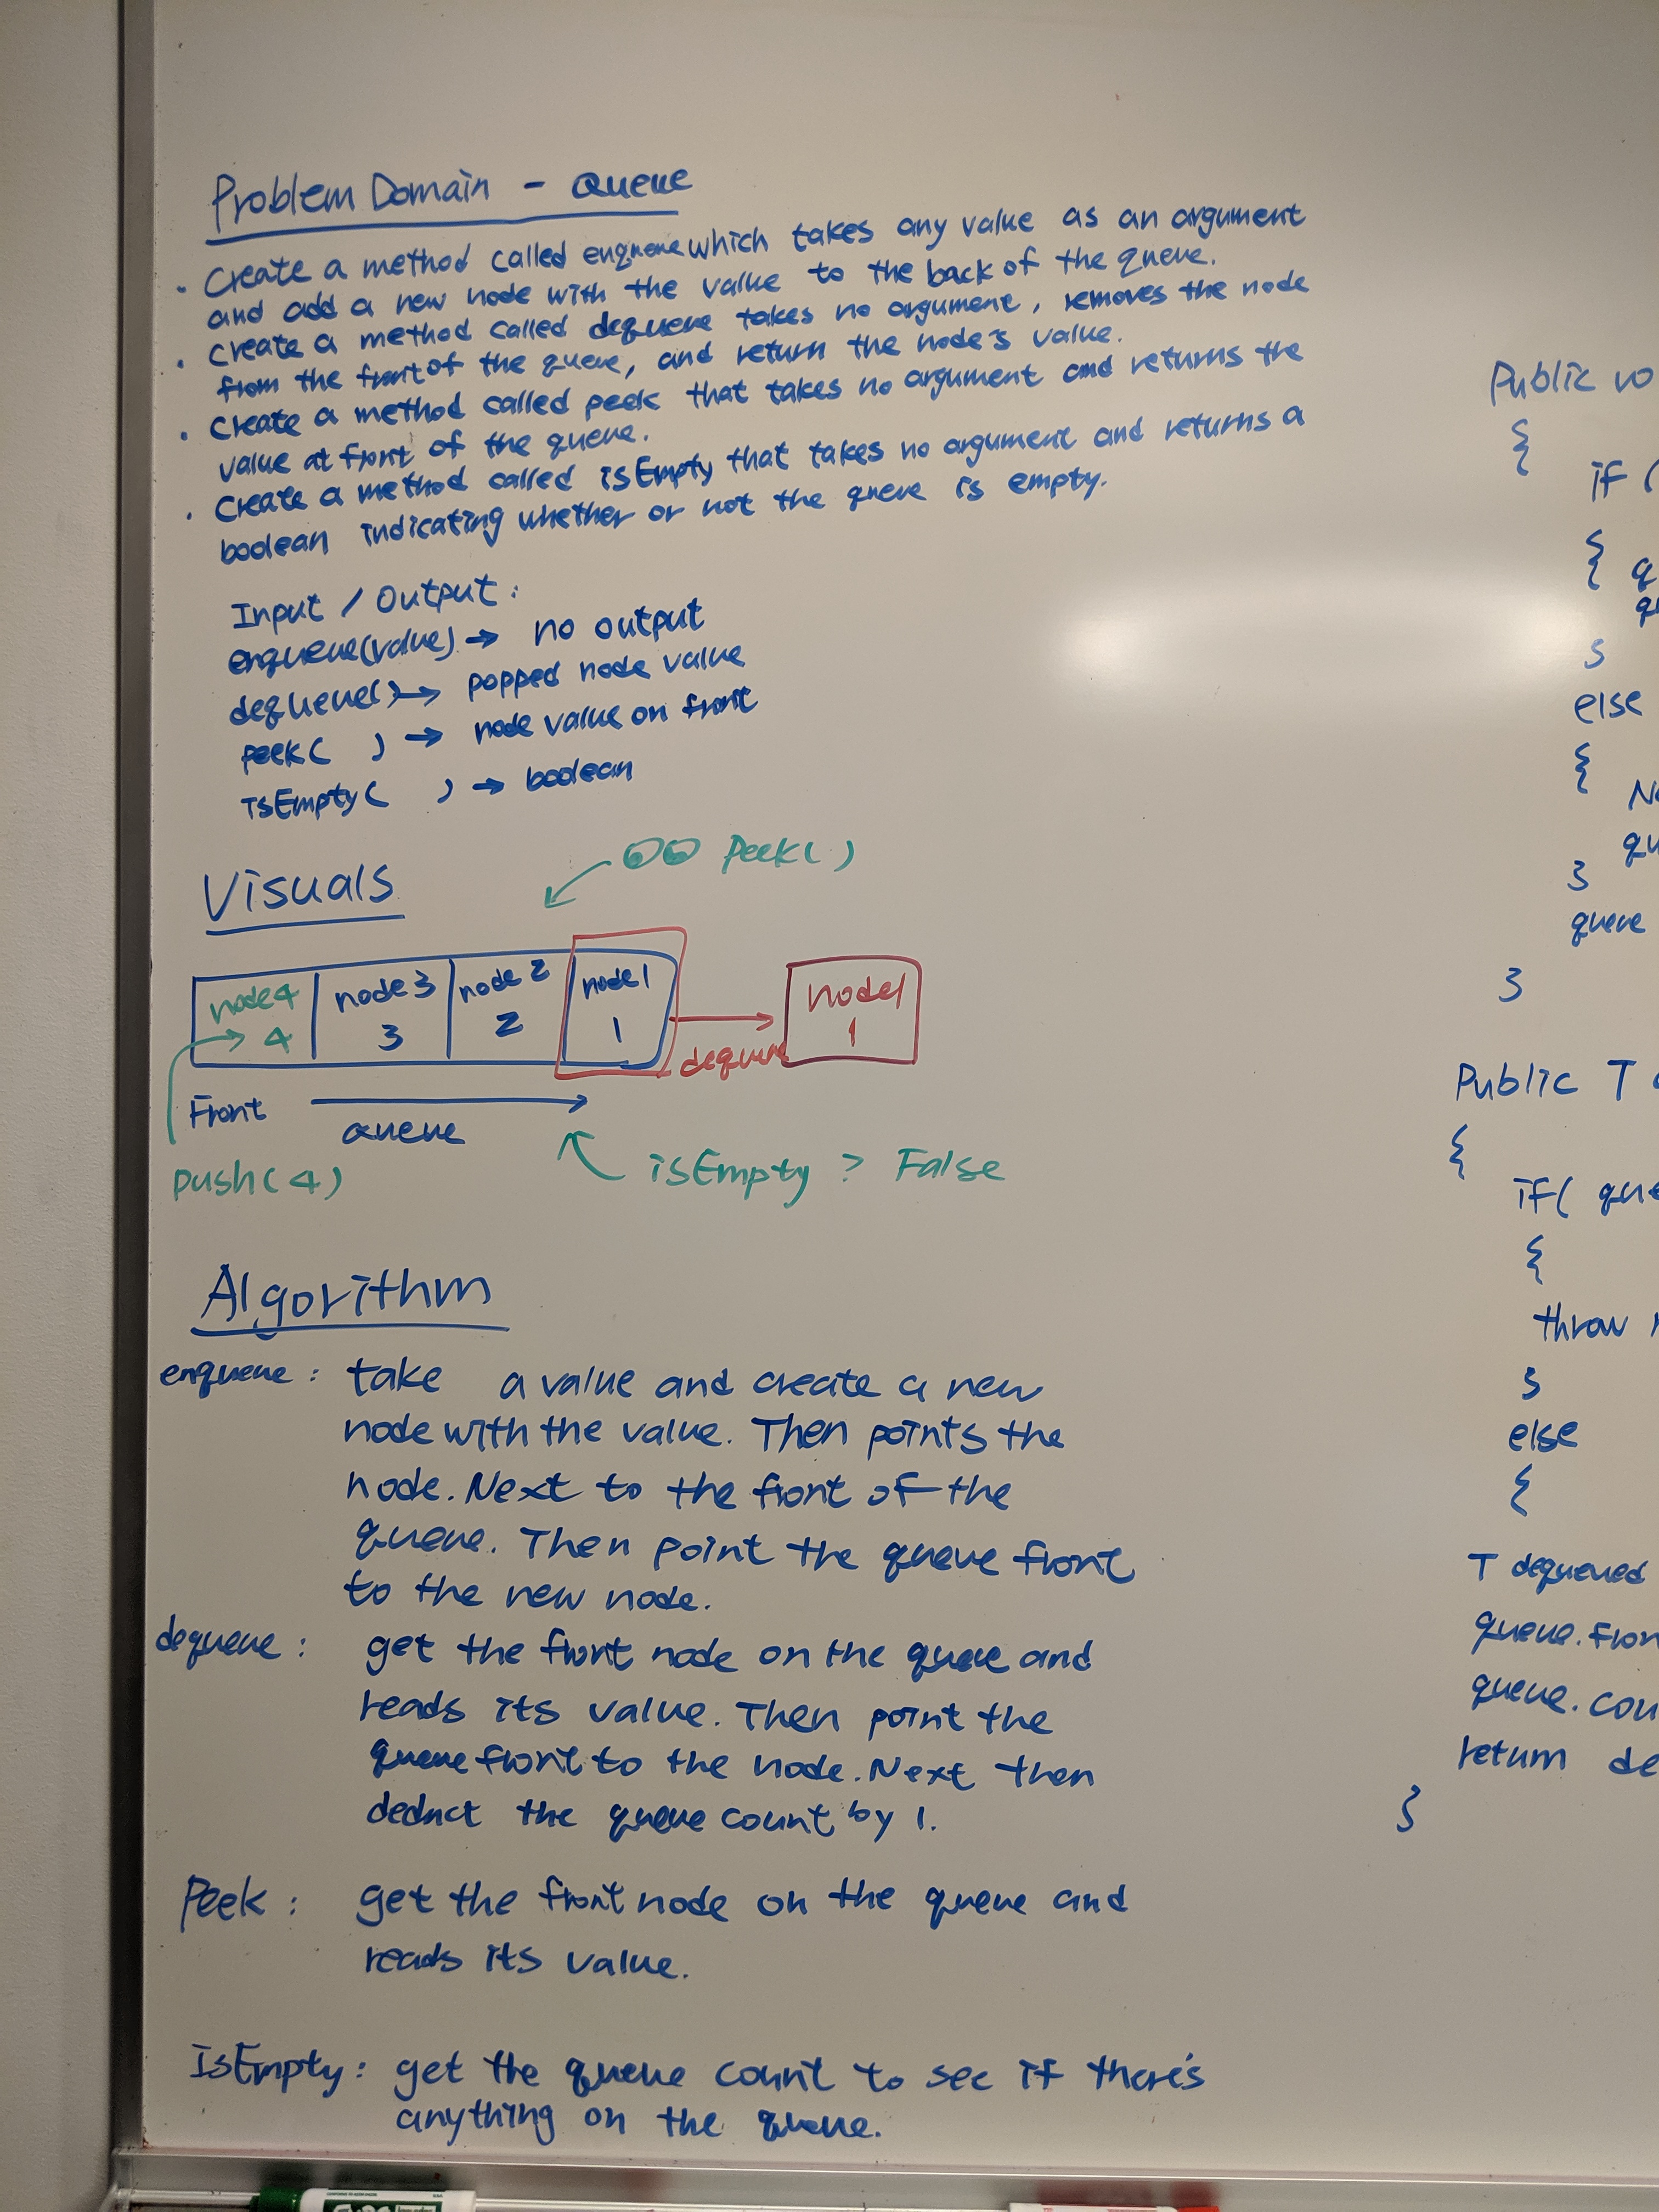 Problem Domain - Queue
• Create a method called enqueue which takes any value as an argument
and add a new node with the value to the back of the queue.
• Create a method called dequeue takes no argument, removes the node
from the front of the queue, and return the node's value.
• Create a method called peek that takes no argument and returns the
value at front of the queue.
• Create a method called isEmpty that takes no argument and returns a
boolean indicating whether or not the queue is empty.
Input / Output :
enqueue(value) → no output
dequeue() → popped node value
peek( ) → node value on front
IsEmpty( ) → boolean
Visuals
Peek( )
node4 node3 node2 node1 node1
4 3 2 1 1
dequeue
Front
queue
push(4)
isEmpty ? False
Algorithm
enqueue : take a value and create a new
node with the value. Then points the
node.Next to the front of the
queue. Then point the queue front
to the new node.
dequeue : get the front node on the queue and
reads its value. Then point the
queue front to the node.Next then
deduct the queue count by 1.
Peek : get the front node on the queue and
reads its value.
IsEmpty : get the queue count to see if there's
anything on the queue.
Public vo
{
if (
{
q
qu
}
else
{
No
qu
}
queue
}
Public T
{
if( que
{
throw
}
else
{
T dequeued
queue.Fron
queue.coun
return de
}